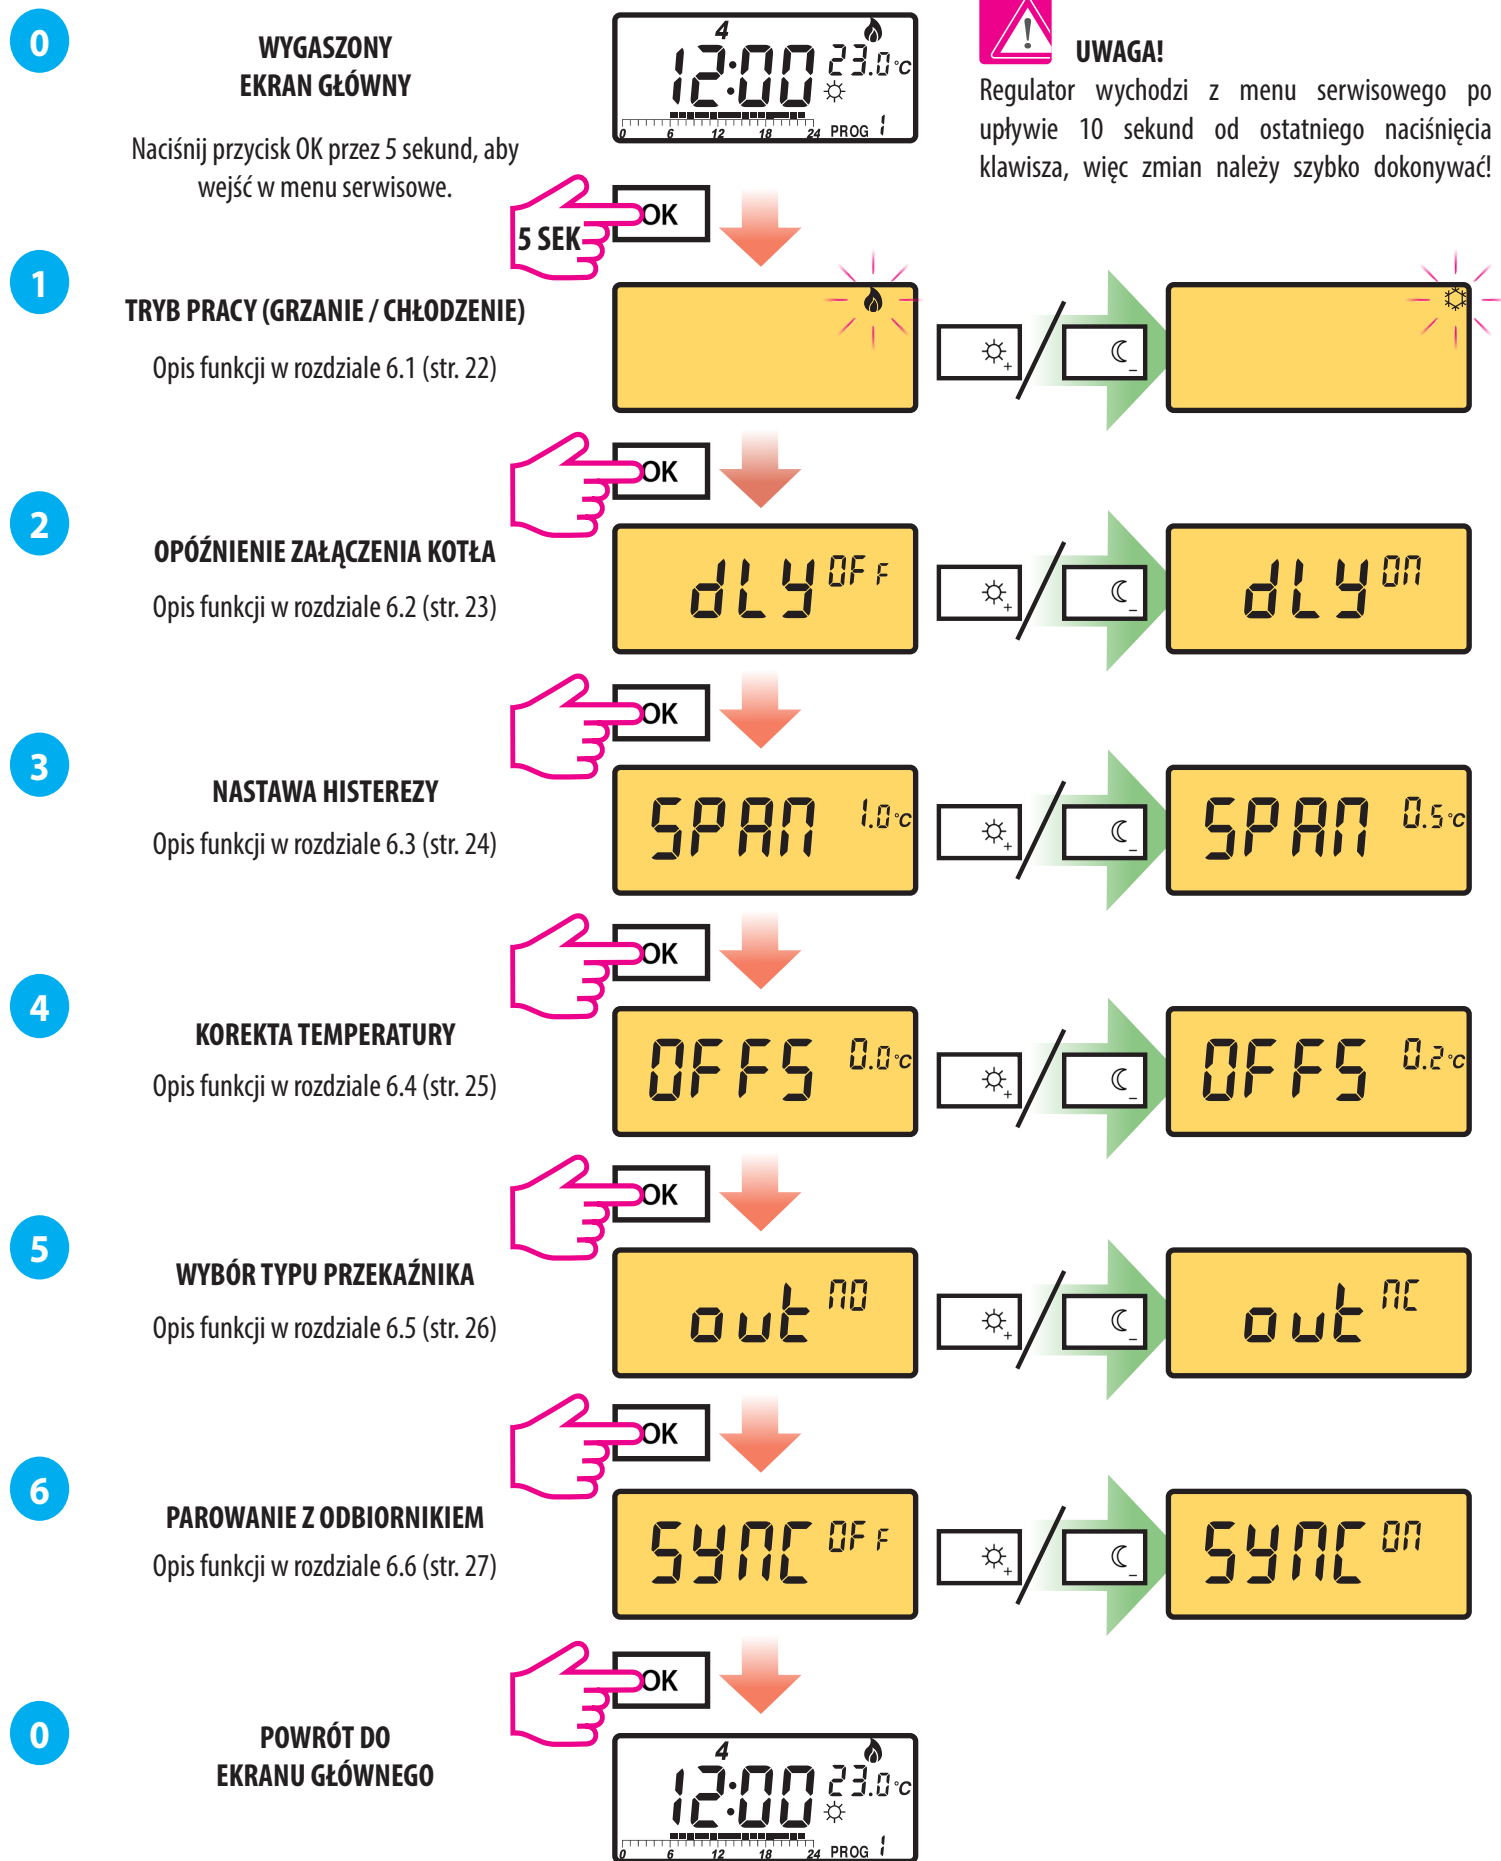 0
WYGASZONY
EKRAN GŁÓWNY
Naciśnij przycisk OK przez 5 sekund, aby
wejść w menu serwisowe.
4
12:00 23.0 °C
0 6 12 18 24 PROG 1
UWAGA!
Regulator wychodzi z menu serwisowego po
upływie 10 sekund od ostatniego naciśnięcia
klawisza, więc zmian należy szybko dokonywać!
5 SEK
OK
1
TRYB PRACY (GRZANIE / CHŁODZENIE)
Opis funkcji w rozdziale 6.1 (str. 22)
+
–
OK
2
OPÓŹNIENIE ZAŁĄCZENIA KOTŁA
Opis funkcji w rozdziale 6.2 (str. 23)
dLY OFF
+
–
dLY ON
OK
3
NASTAWA HISTEREZY
Opis funkcji w rozdziale 6.3 (str. 24)
SPAN 1.0 °C
+
–
SPAN 0.5 °C
OK
4
KOREKTA TEMPERATURY
Opis funkcji w rozdziale 6.4 (str. 25)
OFFS 0.0 °C
+
–
OFFS 0.2 °C
OK
5
WYBÓR TYPU PRZEKAŹNIKA
Opis funkcji w rozdziale 6.5 (str. 26)
out NO
+
–
out NC
OK
6
PAROWANIE Z ODBIORNIKIEM
Opis funkcji w rozdziale 6.6 (str. 27)
SYNC OFF
+
–
SYNC ON
OK
0
POWRÓT DO
EKRANU GŁÓWNEGO
4
12:00 23.0 °C
0 6 12 18 24 PROG 1